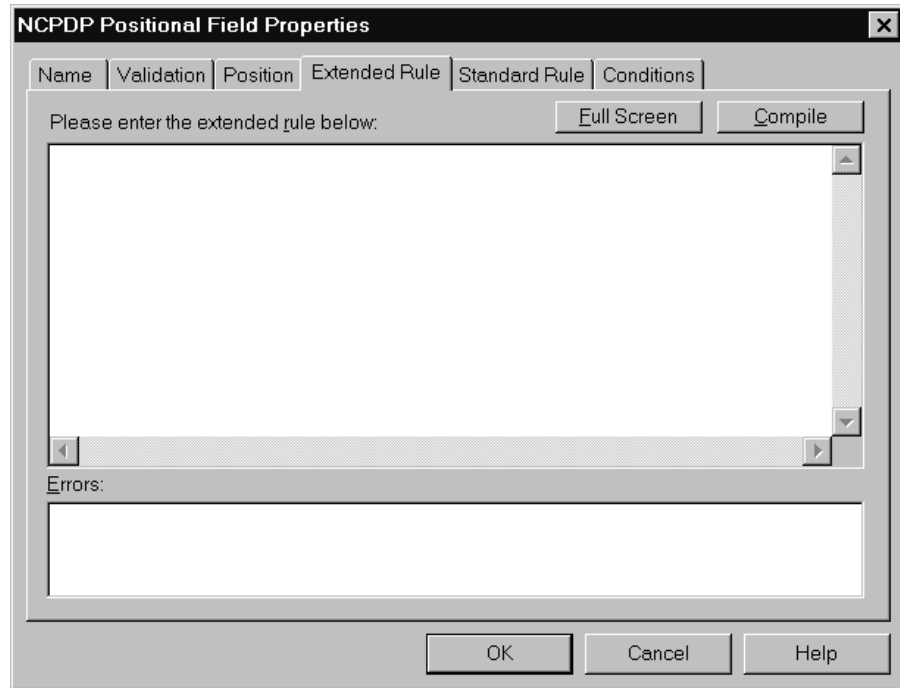 NCPDP Positional Field Properties
Name Validation Position Extended Rule Standard Rule Conditions
Please enter the extended rule below: Full Screen Compile
Errors:
OK Cancel Help